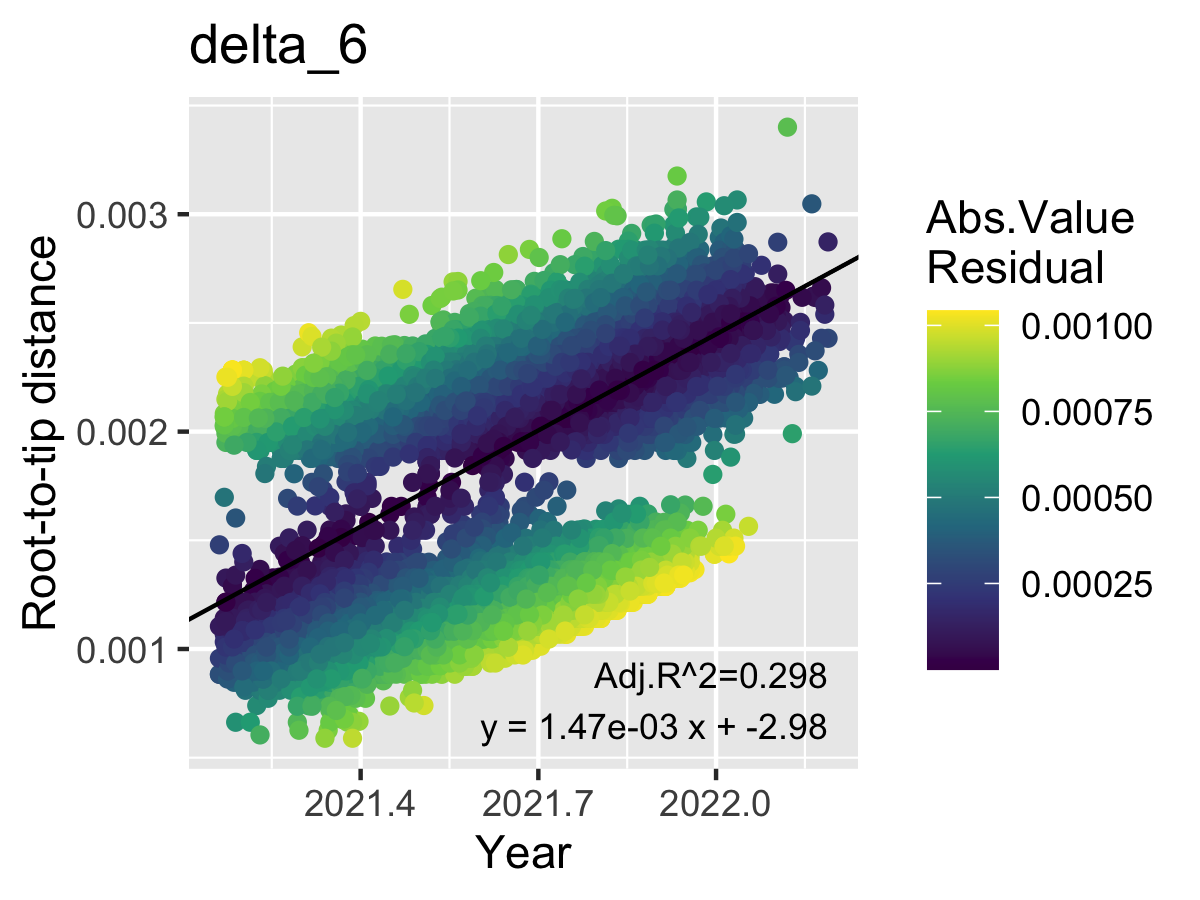 delta_6
Root-to-tip distance
0.003
0.002
0.001
Adj.R^2=0.298
y = 1.47e-03 x + -2.98
2021.4
2021.7
2022.0
Year
Abs.Value
Residual
0.00100
0.00075
0.00050
0.00025